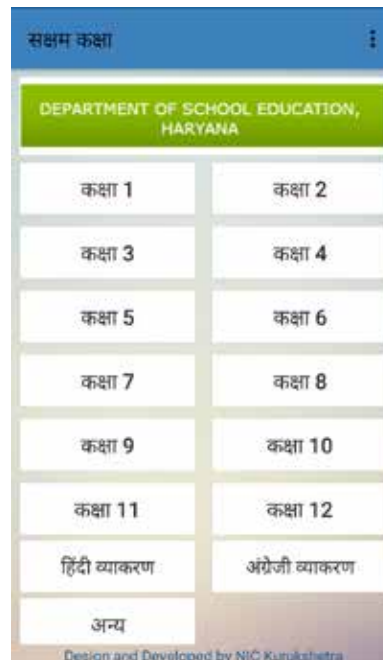 सक्षम कक्षा
DEPARTMENT OF SCHOOL EDUCATION,
HARYANA
कक्षा 1
कक्षा 2
कक्षा 3
कक्षा 4
कक्षा 5
कक्षा 6
कक्षा 7
कक्षा 8
कक्षा 9
कक्षा 10
कक्षा 11
कक्षा 12
हिंदी व्याकरण
अंग्रेजी व्याकरण
अन्य
Design and Developed by NIC Kurukshetra